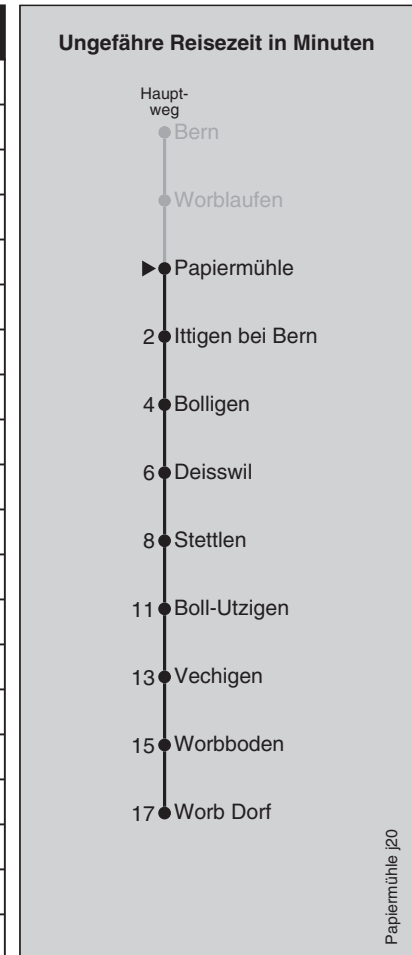 Ungefähre Reisezeit in Minuten
Haupt-
weg
Bern
Worblaufen
Papiermühle
2 Ittigen bei Bern
4 Bolligen
6 Deisswil
8 Stettlen
11 Boll-Utzigen
13 Vechigen
15 Worbboden
17 Worb Dorf
Papiermühle j20